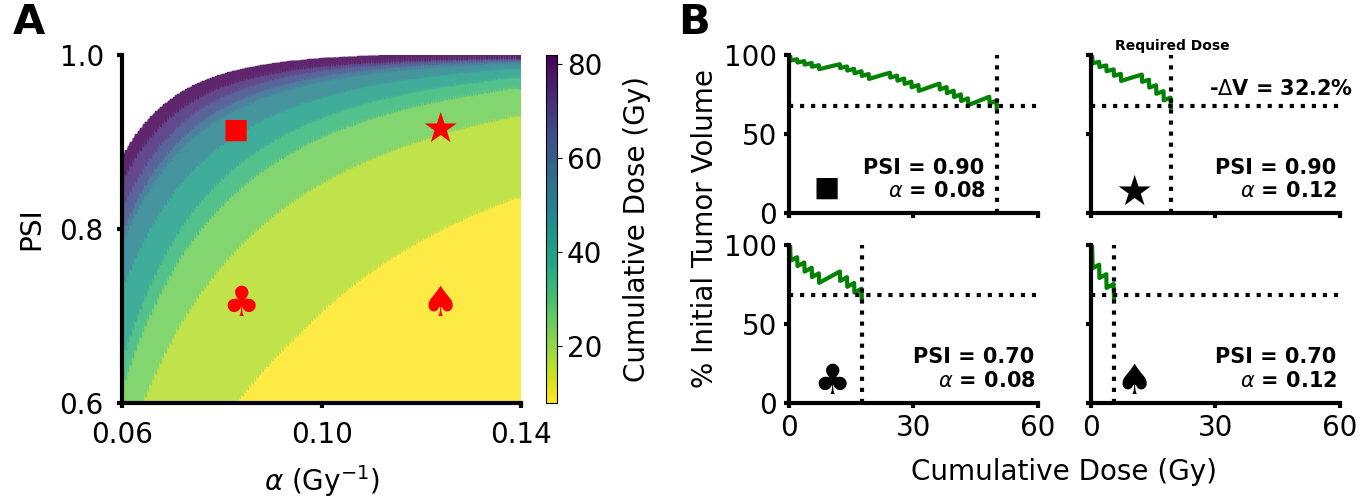 A
1.0
0.8
0.6
PSI
0.06
0.10
0.14
α (Gy⁻¹)
80
60
40
20
Cumulative Dose (Gy)
B
% Initial Tumor Volume
100
50
0
PSI = 0.90
α = 0.08
Required Dose
-ΔV = 32.2%
PSI = 0.90
α = 0.12
100
50
0
PSI = 0.70
α = 0.08
PSI = 0.70
α = 0.12
0
30
60
0
30
60
Cumulative Dose (Gy)